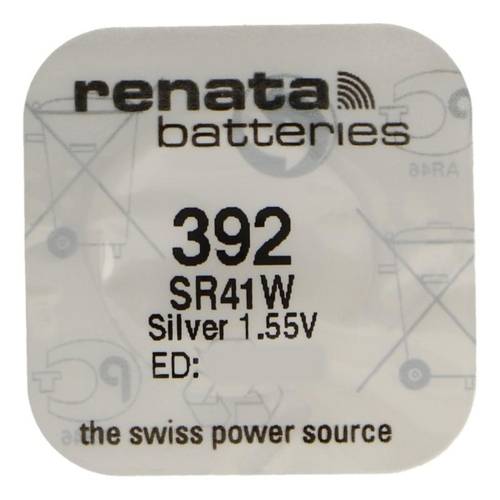 renata
batteries
392
SR41W
Silver 1.55V
ED:
the swiss power source